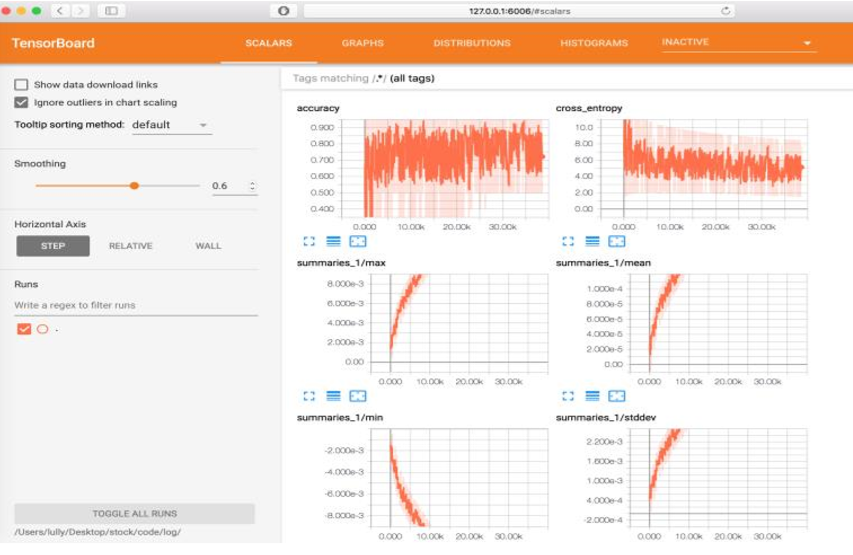 127.0.0.1:6006/#scalars
TensorBoard
SCALARS
GRAPHS
DISTRIBUTIONS
HISTOGRAMS
INACTIVE
Show data download links
Ignore outliers in chart scaling
Tooltip sorting method: default
Smoothing
0.6
Horizontal Axis
STEP
RELATIVE
WALL
Runs
Write a regex to filter runs
.
TOGGLE ALL RUNS
/Users/lully/Desktop/stock/code/log/
Tags matching /.*/ (all tags)
accuracy
0.900
0.800
0.700
0.600
0.500
0.400
0.000 10.00k 20.00k 30.00k
cross_entropy
10.0
8.00
6.00
4.00
2.00
0.00
0.000 10.00k 20.00k 30.00k
summaries_1/max
8.000e-3
6.000e-3
4.000e-3
2.000e-3
0.00
0.000 10.00k 20.00k 30.00k
summaries_1/mean
1.000e-4
8.000e-5
6.000e-5
4.000e-5
2.000e-5
0.00
0.000 10.00k 20.00k 30.00k
summaries_1/min
-2.000e-3
-4.000e-3
-6.000e-3
-8.000e-3
0.000 10.00k 20.00k 30.00k
summaries_1/stddev
2.200e-3
1.600e-3
1.000e-3
4.000e-4
-2.000e-4
0.000 10.00k 20.00k 30.00k